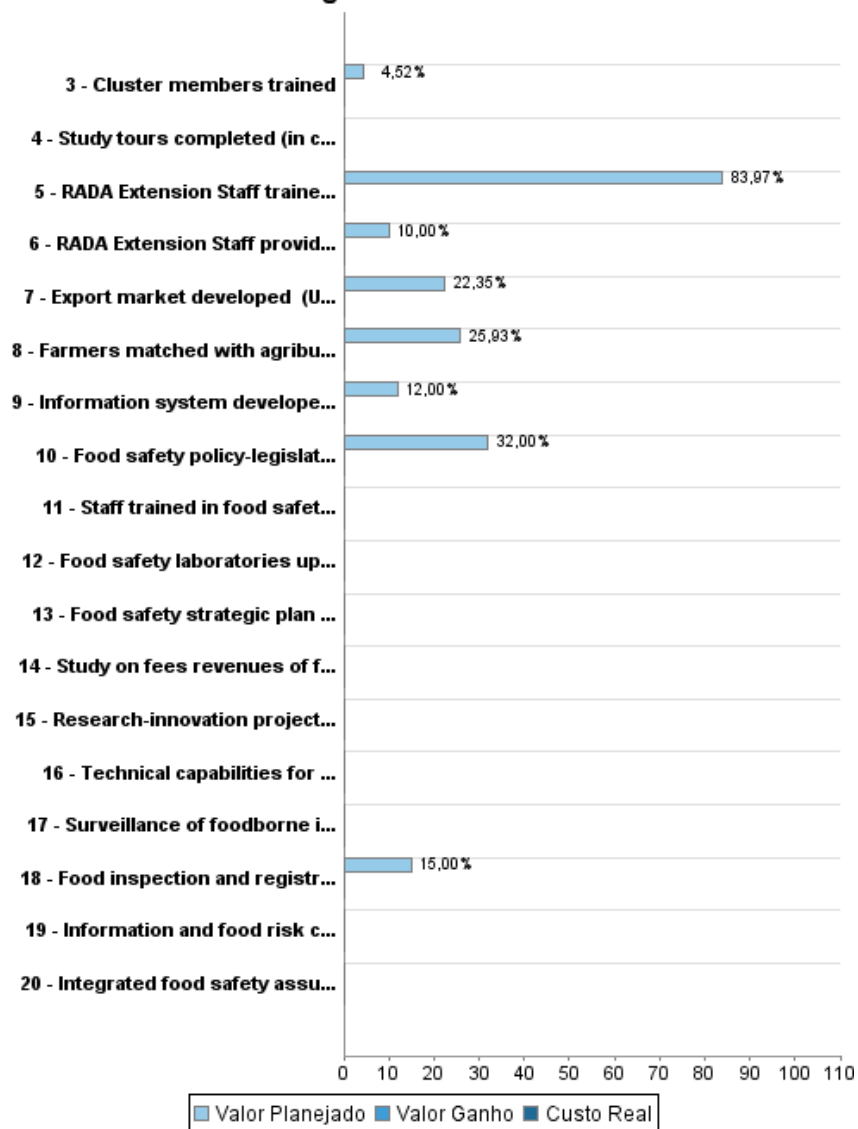 3 - Cluster members trained
4,52%
4 - Study tours completed (in c...
5 - RADA Extension Staff traine...
83,97%
6 - RADA Extension Staff provid...
10,00%
7 - Export market developed (U...
22,35%
8 - Farmers matched with agribu...
25,93%
9 - Information system develope...
12,00%
10 - Food safety policy-legislat...
32,00%
11 - Staff trained in food safet...
12 - Food safety laboratories up...
13 - Food safety strategic plan ...
14 - Study on fees revenues of f...
15 - Research-innovation project...
16 - Technical capabilities for ...
17 - Surveillance of foodborne i...
18 - Food inspection and registr...
15,00%
19 - Information and food risk c...
20 - Integrated food safety assu...
0 10 20 30 40 50 60 70 80 90 100 110
Valor Planejado Valor Ganho Custo Real